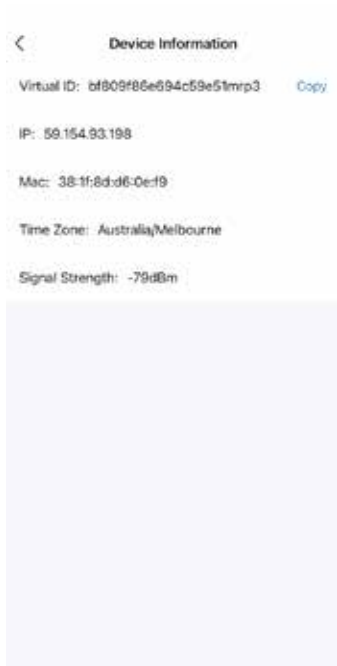 Device Information
Virtual ID: bf809f86e694c59e51mrp3 Copy
IP: 59.154.93.198
Mac: 38:1f:8d:d6:0e:f9
Time Zone: Australia/Melbourne
Signal Strength: -79dBm